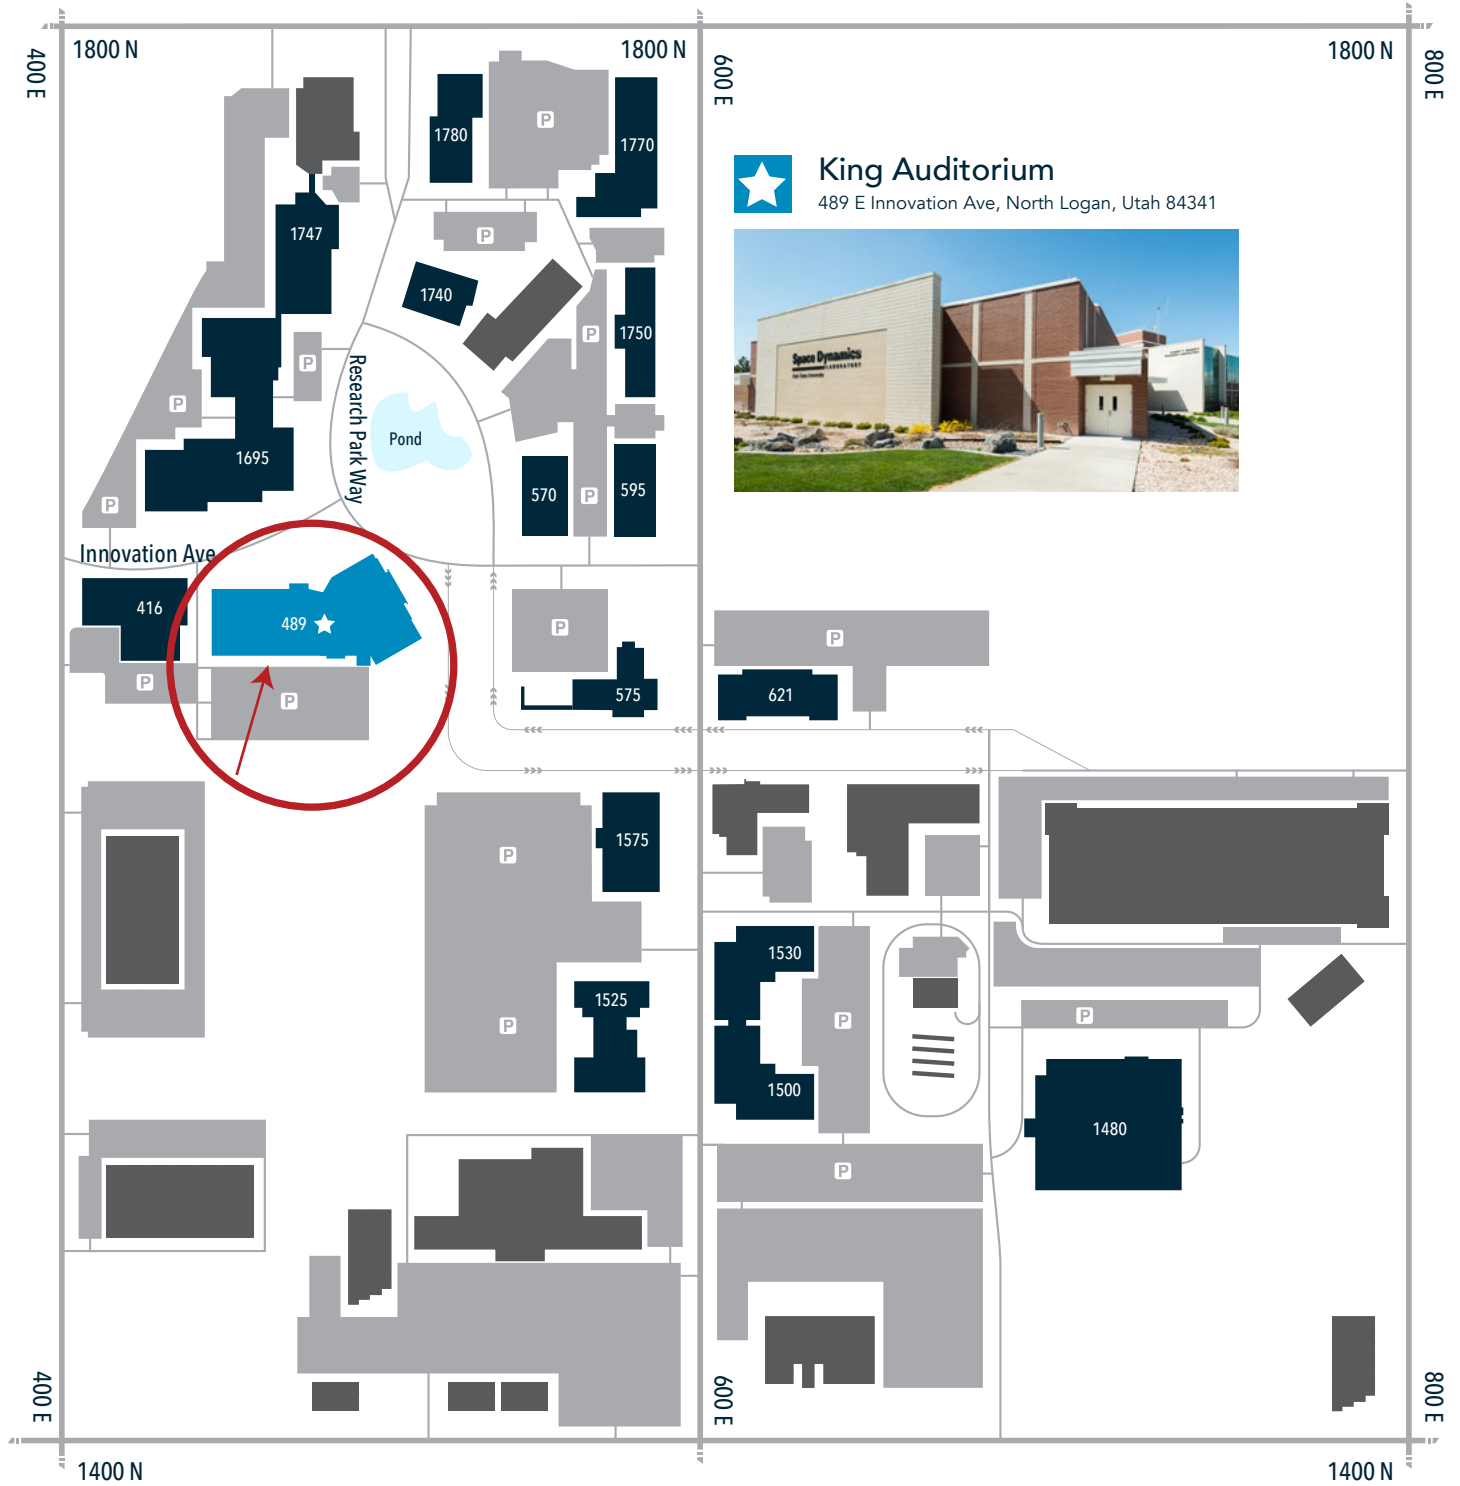 1800 N
1800 N
1800 N
400 E
600 E
800 E
King Auditorium
489 E Innovation Ave, North Logan, Utah 84341
Space Dynamics
LABORATORY
1780
P
1770
1747
P
1740
1750
P
P
Research Park Way
P
Pond
1695
570
P
595
P
Innovation Ave
416
489
P
P
575
P
P
621
P
1575
P
1530
1525
P
P
P
1500
1480
P
400 E
600 E
800 E
1400 N
1400 N